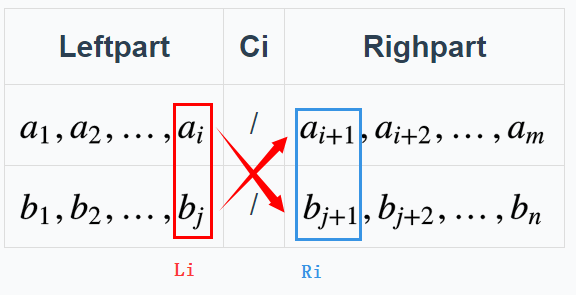 Leftpart Ci Righpart
a₁, a₂, …, aᵢ / aᵢ₊₁, aᵢ₊₂, …, aₘ
b₁, b₂, …, bⱼ / bⱼ₊₁, bⱼ₊₂, …, bₙ
Li Ri